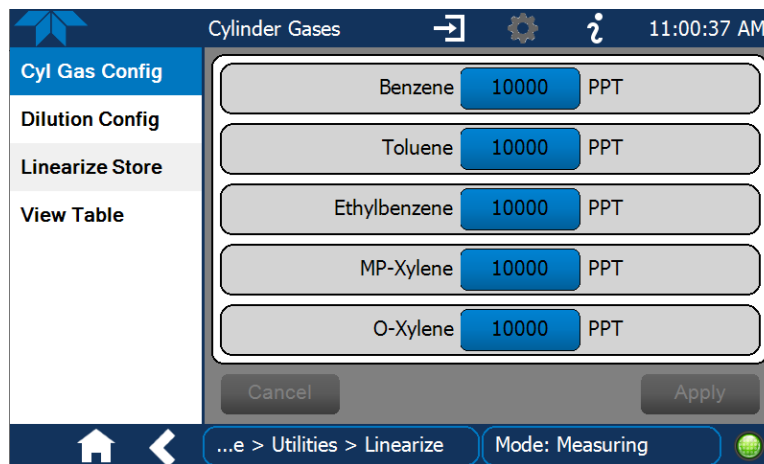 Cylinder Gases 11:00:37 AM
Cyl Gas Config
Dilution Config
Linearize Store
View Table
Benzene 10000 PPT
Toluene 10000 PPT
Ethylbenzene 10000 PPT
MP-Xylene 10000 PPT
O-Xylene 10000 PPT
Cancel Apply
...e > Utilities > Linearize Mode: Measuring